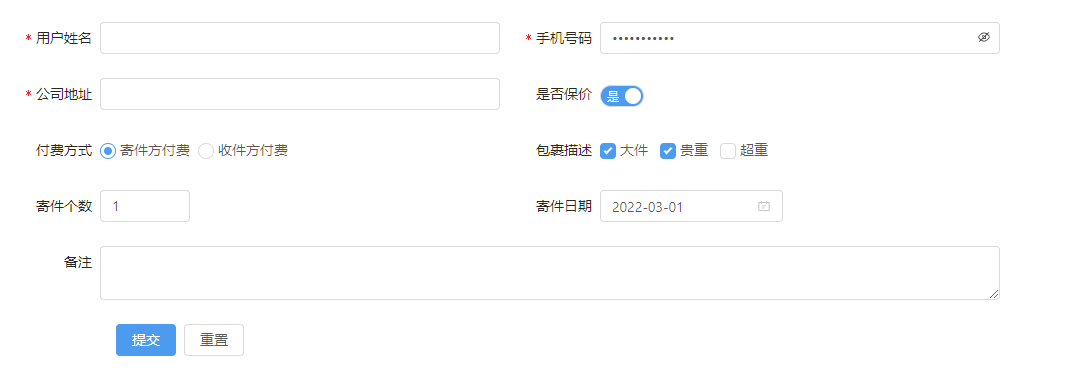 * 用户姓名
* 手机号码 •••••••••••
* 公司地址
是否保价 是
付费方式 寄件方付费 收件方付费
包裹描述 大件 贵重 超重
寄件个数 1
寄件日期 2022-03-01
备注
提交 重置